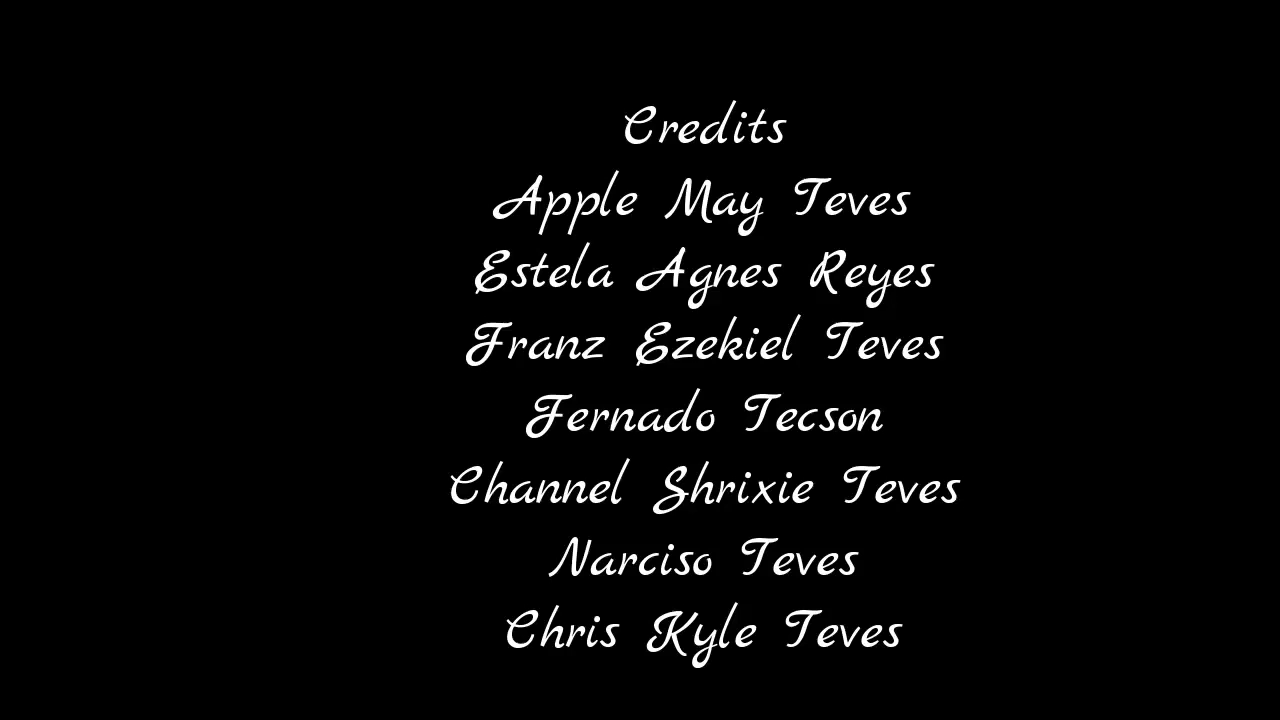 Credits
Apple May Teves
Estela Agnes Reyes
Franz Ezekiel Teves
Fernado Tecson
Channel Shrixie Teves
Narciso Teves
Chris Kyle Teves